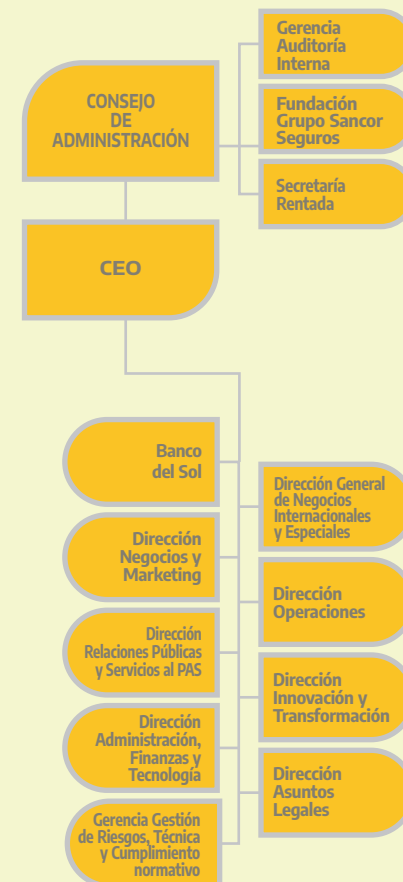 CONSEJO
DE
ADMINISTRACIÓN
Gerencia
Auditoría
Interna
Fundación
Grupo Sancor
Seguros
Secretaría
Rentada
CEO
Banco
del Sol
Dirección General
de Negocios
Internacionales
y Especiales
Dirección
Negocios y
Marketing
Dirección
Operaciones
Dirección
Relaciones Públicas
y Servicios al PAS
Dirección
Innovación y
Transformación
Dirección
Administración,
Finanzas y
Tecnología
Dirección
Asuntos
Legales
Gerencia Gestión
de Riesgos, Técnica
y Cumplimiento
normativo